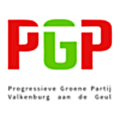 PGP
Progressieve Groene Partij
Valkenburg aan de Geul